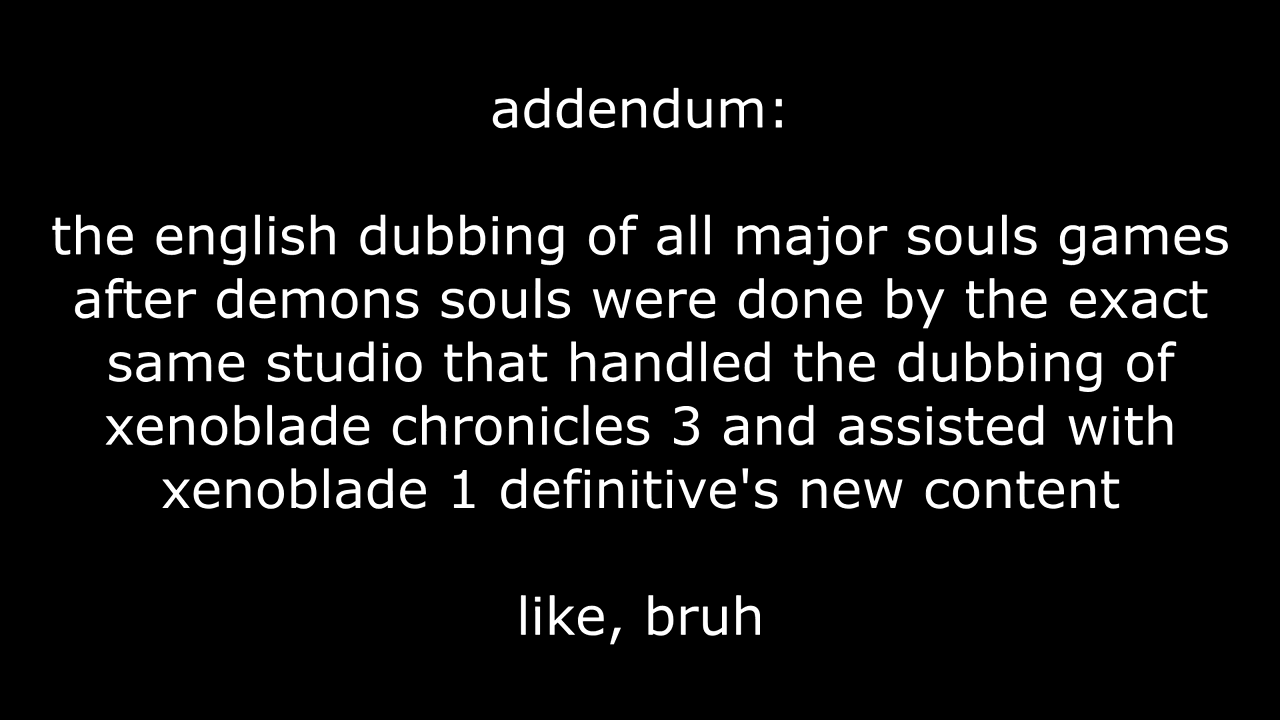 addendum:
the english dubbing of all major souls games
after demons souls were done by the exact
same studio that handled the dubbing of
xenoblade chronicles 3 and assisted with
xenoblade 1 definitive's new content
like, bruh